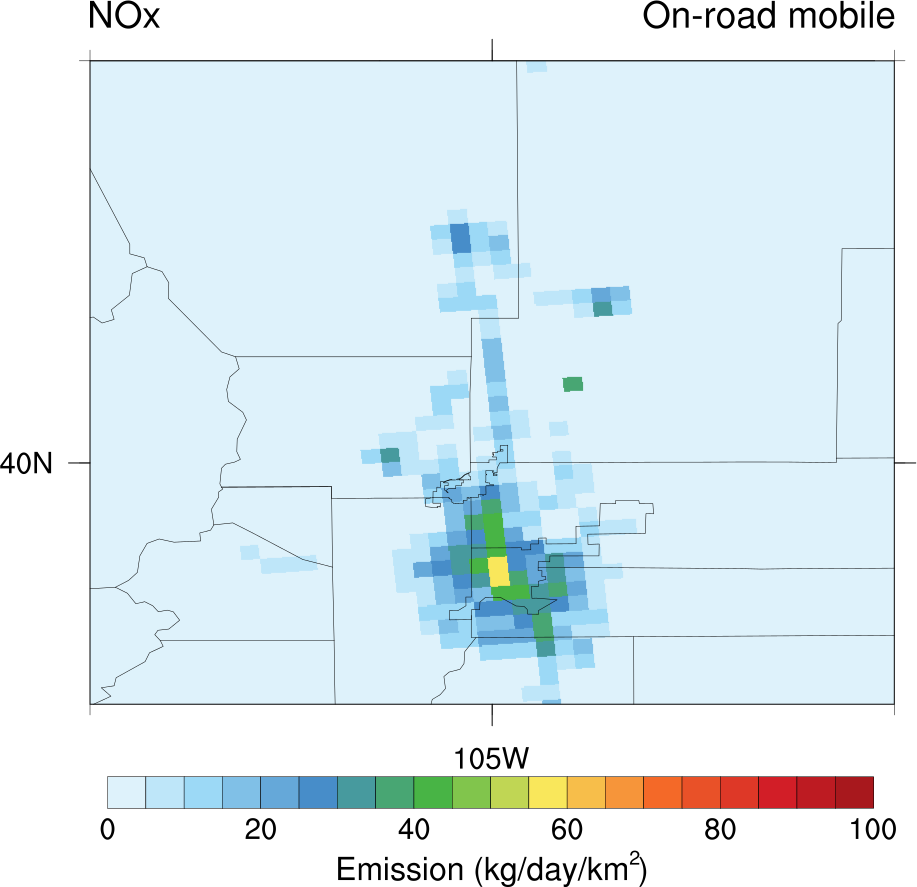 NOx On-road mobile
40N
105W
0 20 40 60 80 100
Emission (kg/day/km²)